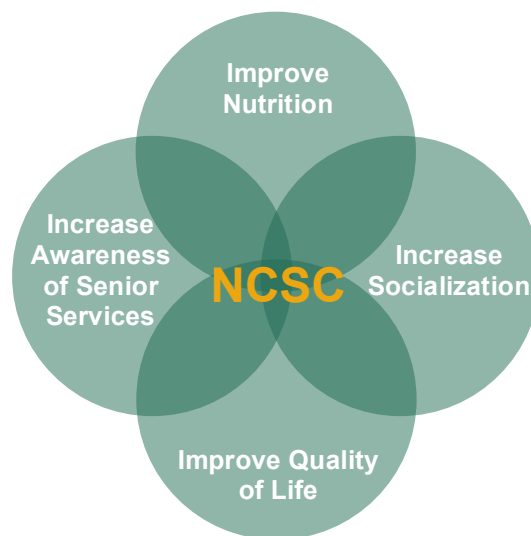 Improve
Nutrition
Increase
Awareness
of Senior
Services
NCSC
Increase
Socialization
Improve Quality
of Life